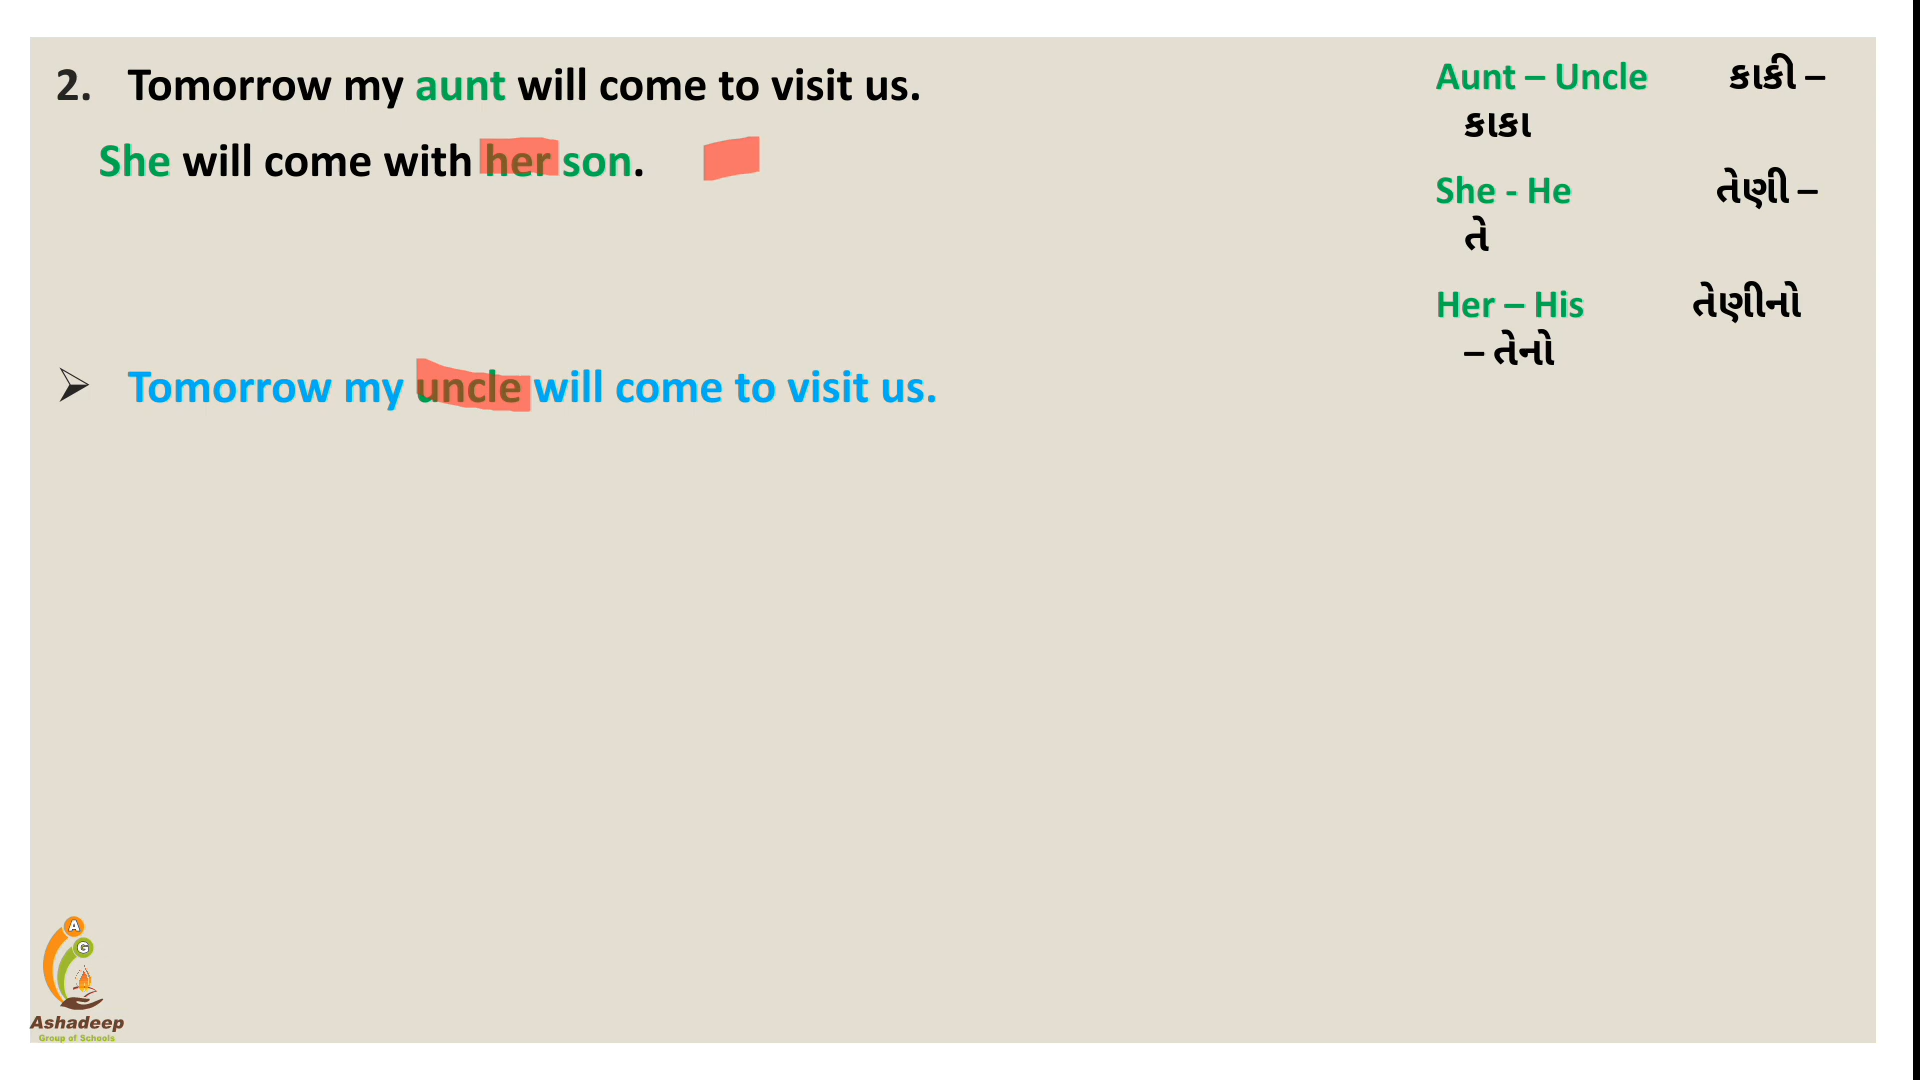 2. Tomorrow my aunt will come to visit us.
She will come with her son.
➢ Tomorrow my uncle will come to visit us.
Aunt – Uncle કાકી –
કાકા
She - He તેણી –
તે
Her – His તેણીનો
– તેનો
A
G
Ashadeep
Group of Schools